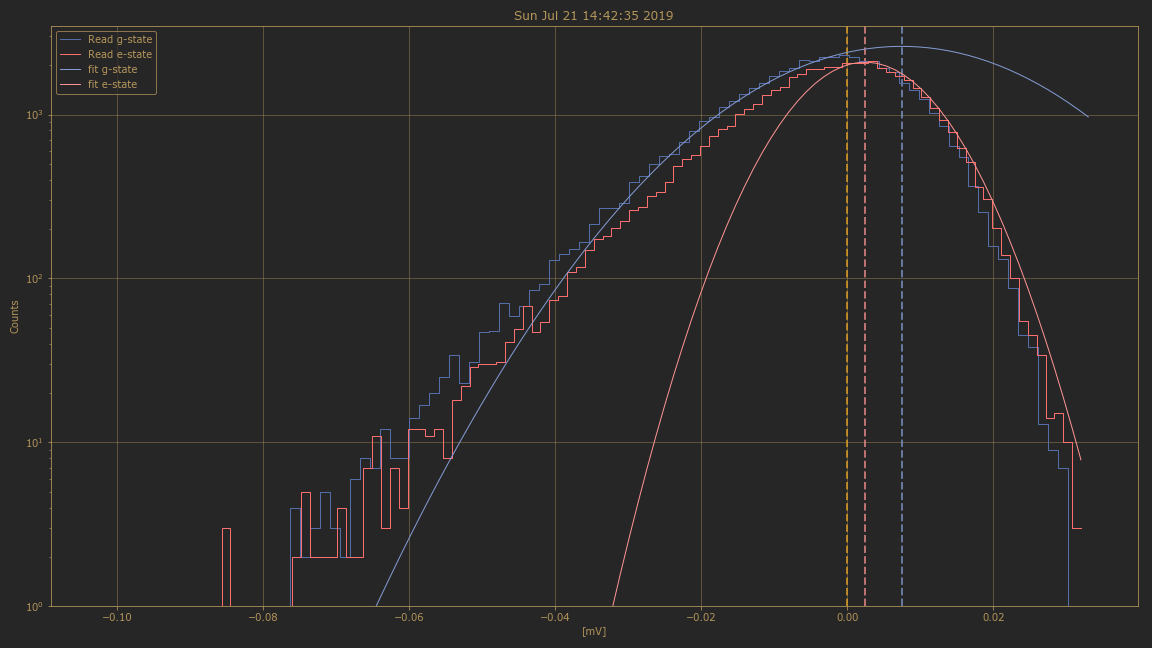 Sun Jul 21 14:42:35 2019
Read g-state
Read e-state
fit g-state
fit e-state
Counts
10³
10²
10¹
10⁰
−0.10 −0.08 −0.06 −0.04 −0.02 0.00 0.02
[mV]